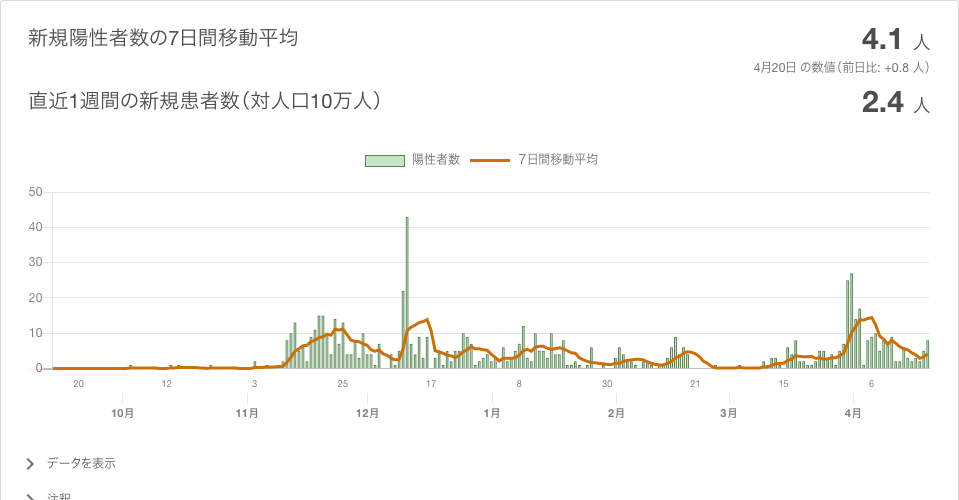 新規陽性者数の7日間移動平均
4.1 人
4月20日 の数値（前日比: +0.8 人）
直近1週間の新規患者数（対人口10万人）
2.4 人
陽性者数 7日間移動平均
50
40
30
20
10
0
20 12 3 25 17 8 30 21 15 6
10月 11月 12月 1月 2月 3月 4月
データを表示
注釈